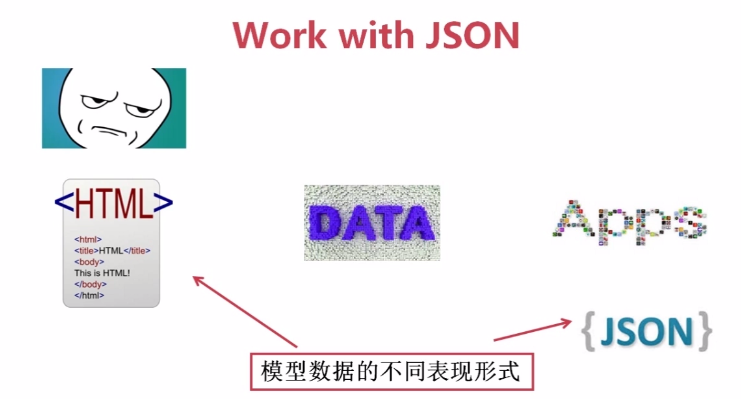 Work with JSON
<HTML>
<html>
<title>HTML</title>
<body>
This is HTML!
</body>
</html>
DATA
Apps
{JSON}
模型数据的不同表现形式